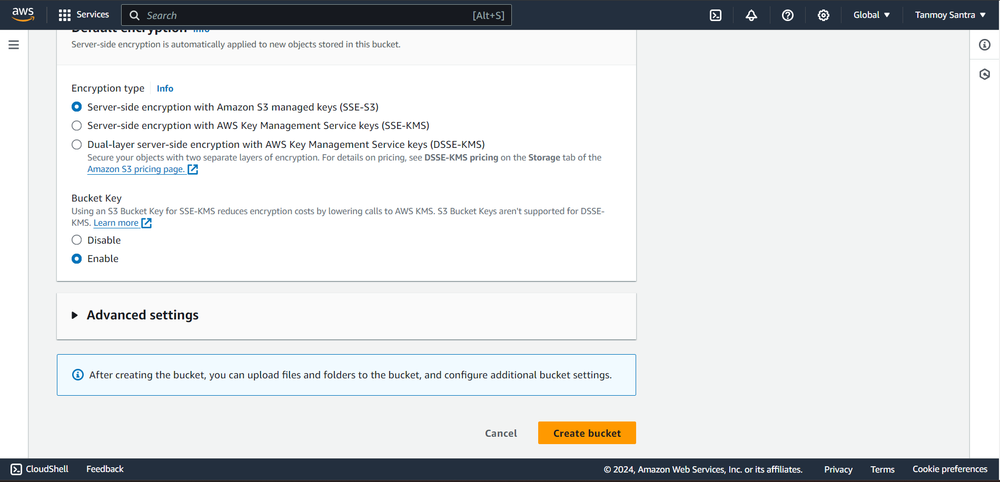 aws
Services
Search
[Alt+S]
Global
Tanmoy Santra
Default encryption Info
Server-side encryption is automatically applied to new objects stored in this bucket.
Encryption type
Info
Server-side encryption with Amazon S3 managed keys (SSE-S3)
Server-side encryption with AWS Key Management Service keys (SSE-KMS)
Dual-layer server-side encryption with AWS Key Management Service keys (DSSE-KMS)
Secure your objects with two separate layers of encryption. For details on pricing, see DSSE-KMS pricing on the Storage tab of the
Amazon S3 pricing page.
Bucket Key
Using an S3 Bucket Key for SSE-KMS reduces encryption costs by lowering calls to AWS KMS. S3 Bucket Keys aren't supported for DSSE-
KMS. Learn more
Disable
Enable
Advanced settings
After creating the bucket, you can upload files and folders to the bucket, and configure additional bucket settings.
Cancel
Create bucket
CloudShell
Feedback
© 2024, Amazon Web Services, Inc. or its affiliates.
Privacy
Terms
Cookie preferences